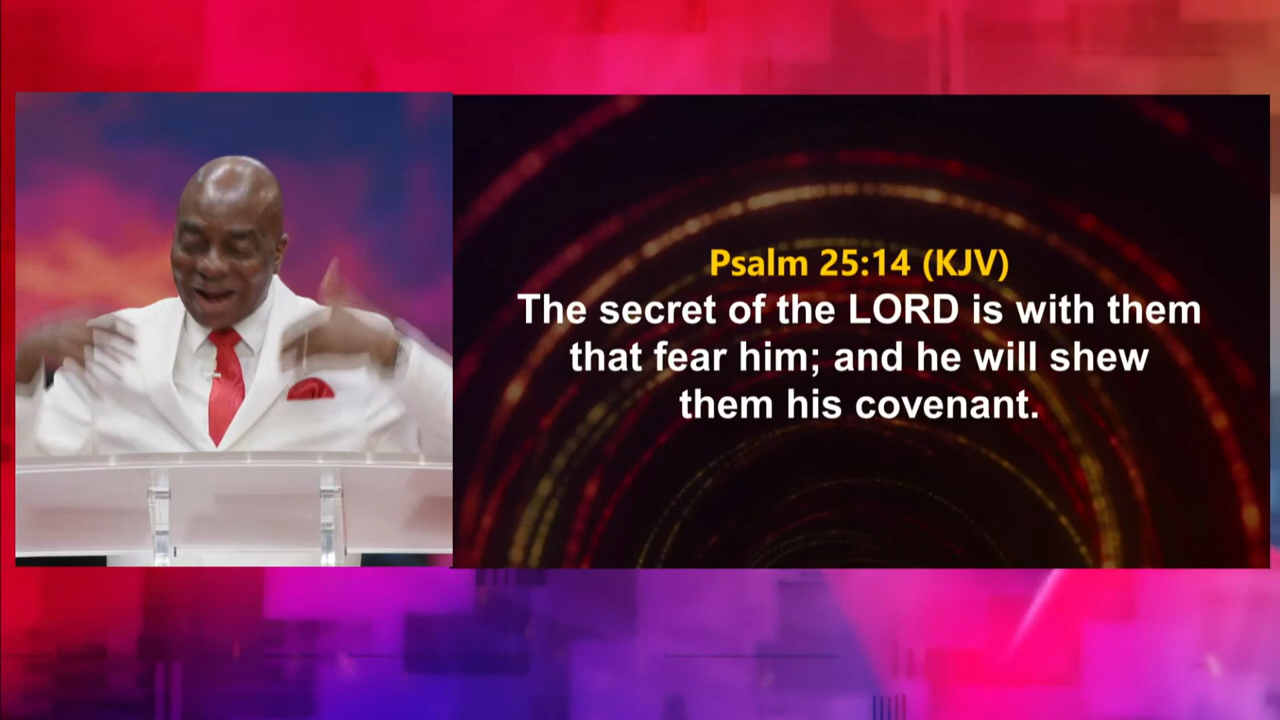 Psalm 25:14 (KJV)
The secret of the LORD is with them
that fear him; and he will shew
them his covenant.